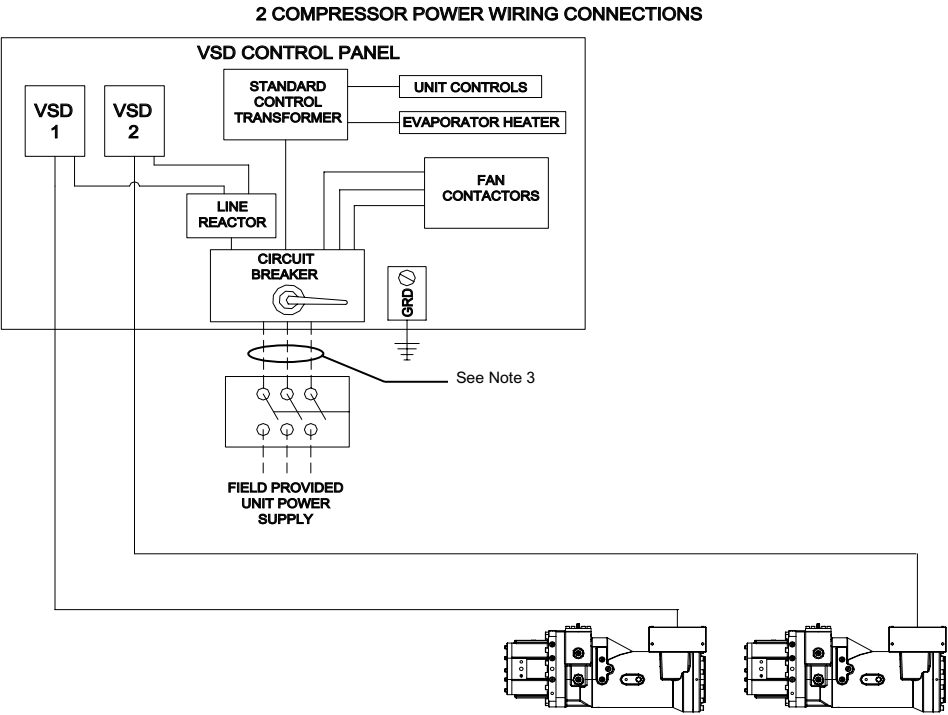 2 COMPRESSOR POWER WIRING CONNECTIONS
VSD CONTROL PANEL
VSD
1
VSD
2
STANDARD
CONTROL
TRANSFORMER
UNIT CONTROLS
EVAPORATOR HEATER
FAN
CONTACTORS
LINE
REACTOR
CIRCUIT
BREAKER
GRD
See Note 3
FIELD PROVIDED
UNIT POWER
SUPPLY